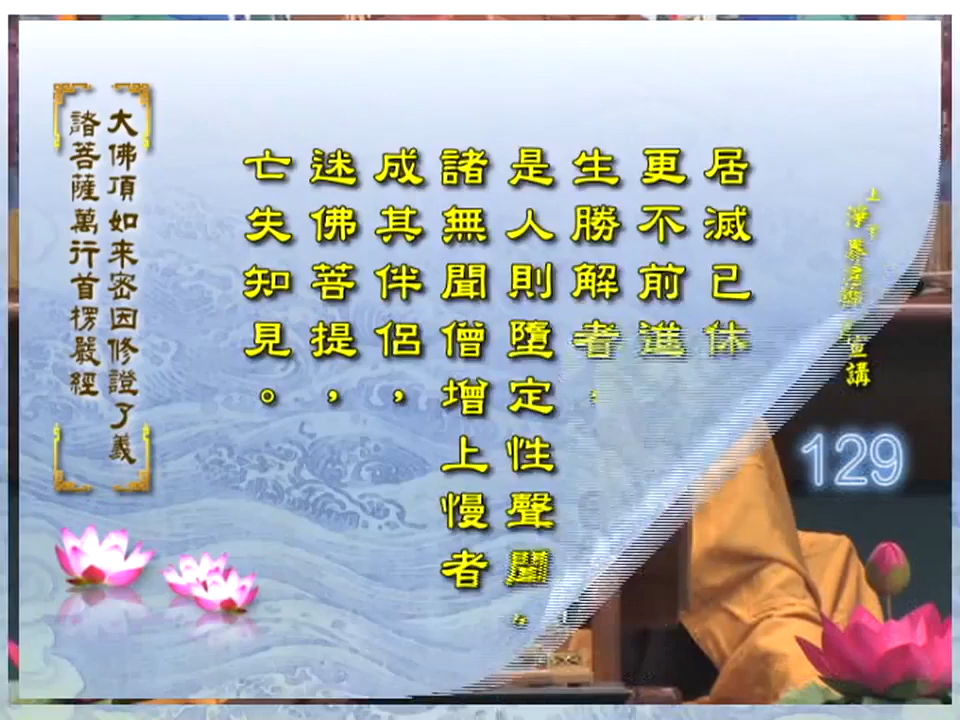 宣講
129
居滅已休
更不前進
生勝解者，
是人則墮定性聲聞，
諸無聞僧增上慢者
成其伴侶，
迷佛菩提，
亡失知見。
大佛頂如來密因修證了義
諸菩薩萬行首楞嚴經